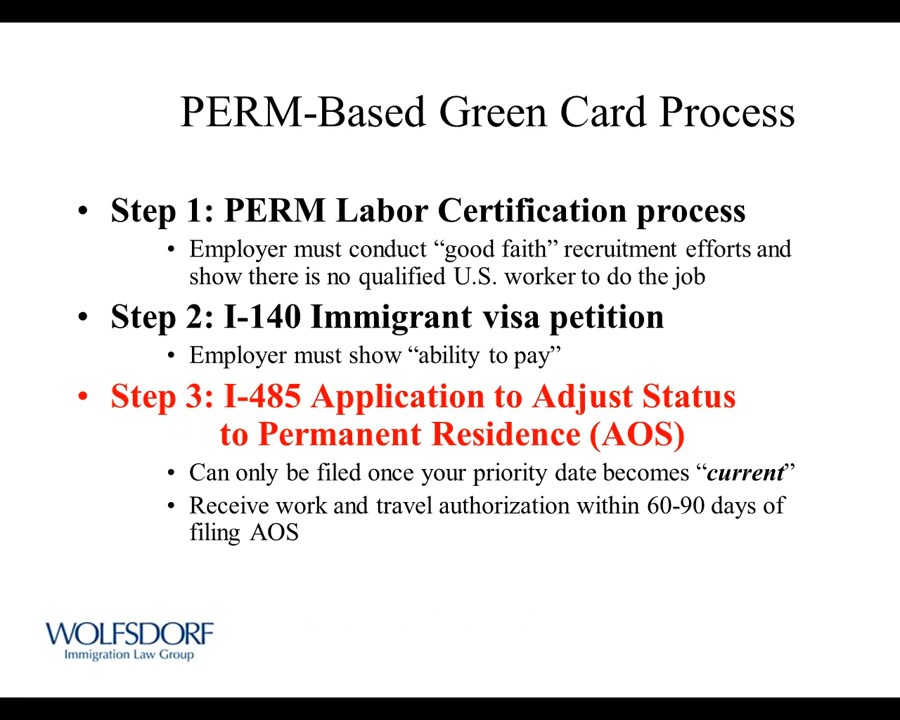 PERM-Based Green Card Process
• Step 1: PERM Labor Certification process
• Employer must conduct “good faith” recruitment efforts and
show there is no qualified U.S. worker to do the job
• Step 2: I-140 Immigrant visa petition
• Employer must show “ability to pay”
• Step 3: I-485 Application to Adjust Status
to Permanent Residence (AOS)
• Can only be filed once your priority date becomes “current”
• Receive work and travel authorization within 60-90 days of
filing AOS
WOLFSDORF
Immigration Law Group